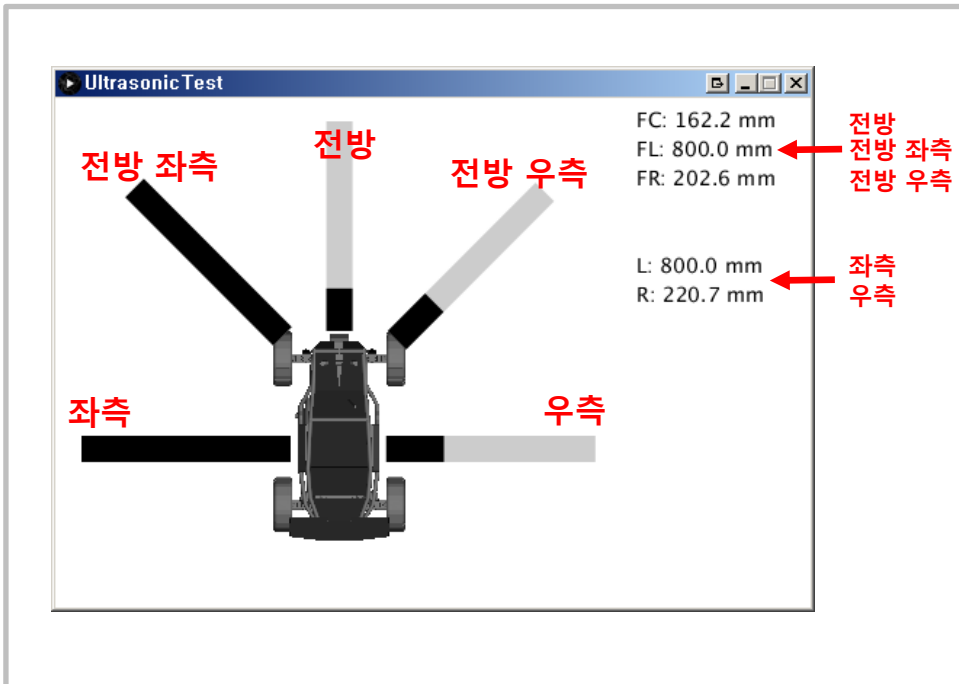 UltrasonicTest
전방 좌측
전방
전방 우측
좌측
우측
FC: 162.2 mm
FL: 800.0 mm
FR: 202.6 mm
L: 800.0 mm
R: 220.7 mm
전방
전방 좌측
전방 우측
좌측
우측